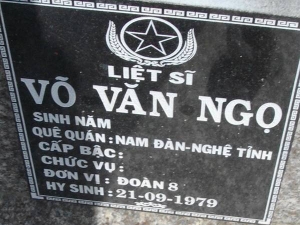 LIỆT SĨ
VÕ VĂN NGỌ
SINH NĂM
QUÊ QUÁN : NAM ĐÀN-NGHỆ TĨNH
CẤP BẬC :
CHỨC VỤ :
ĐƠN VỊ : ĐOÀN 8
HY SINH : 21-09-1979